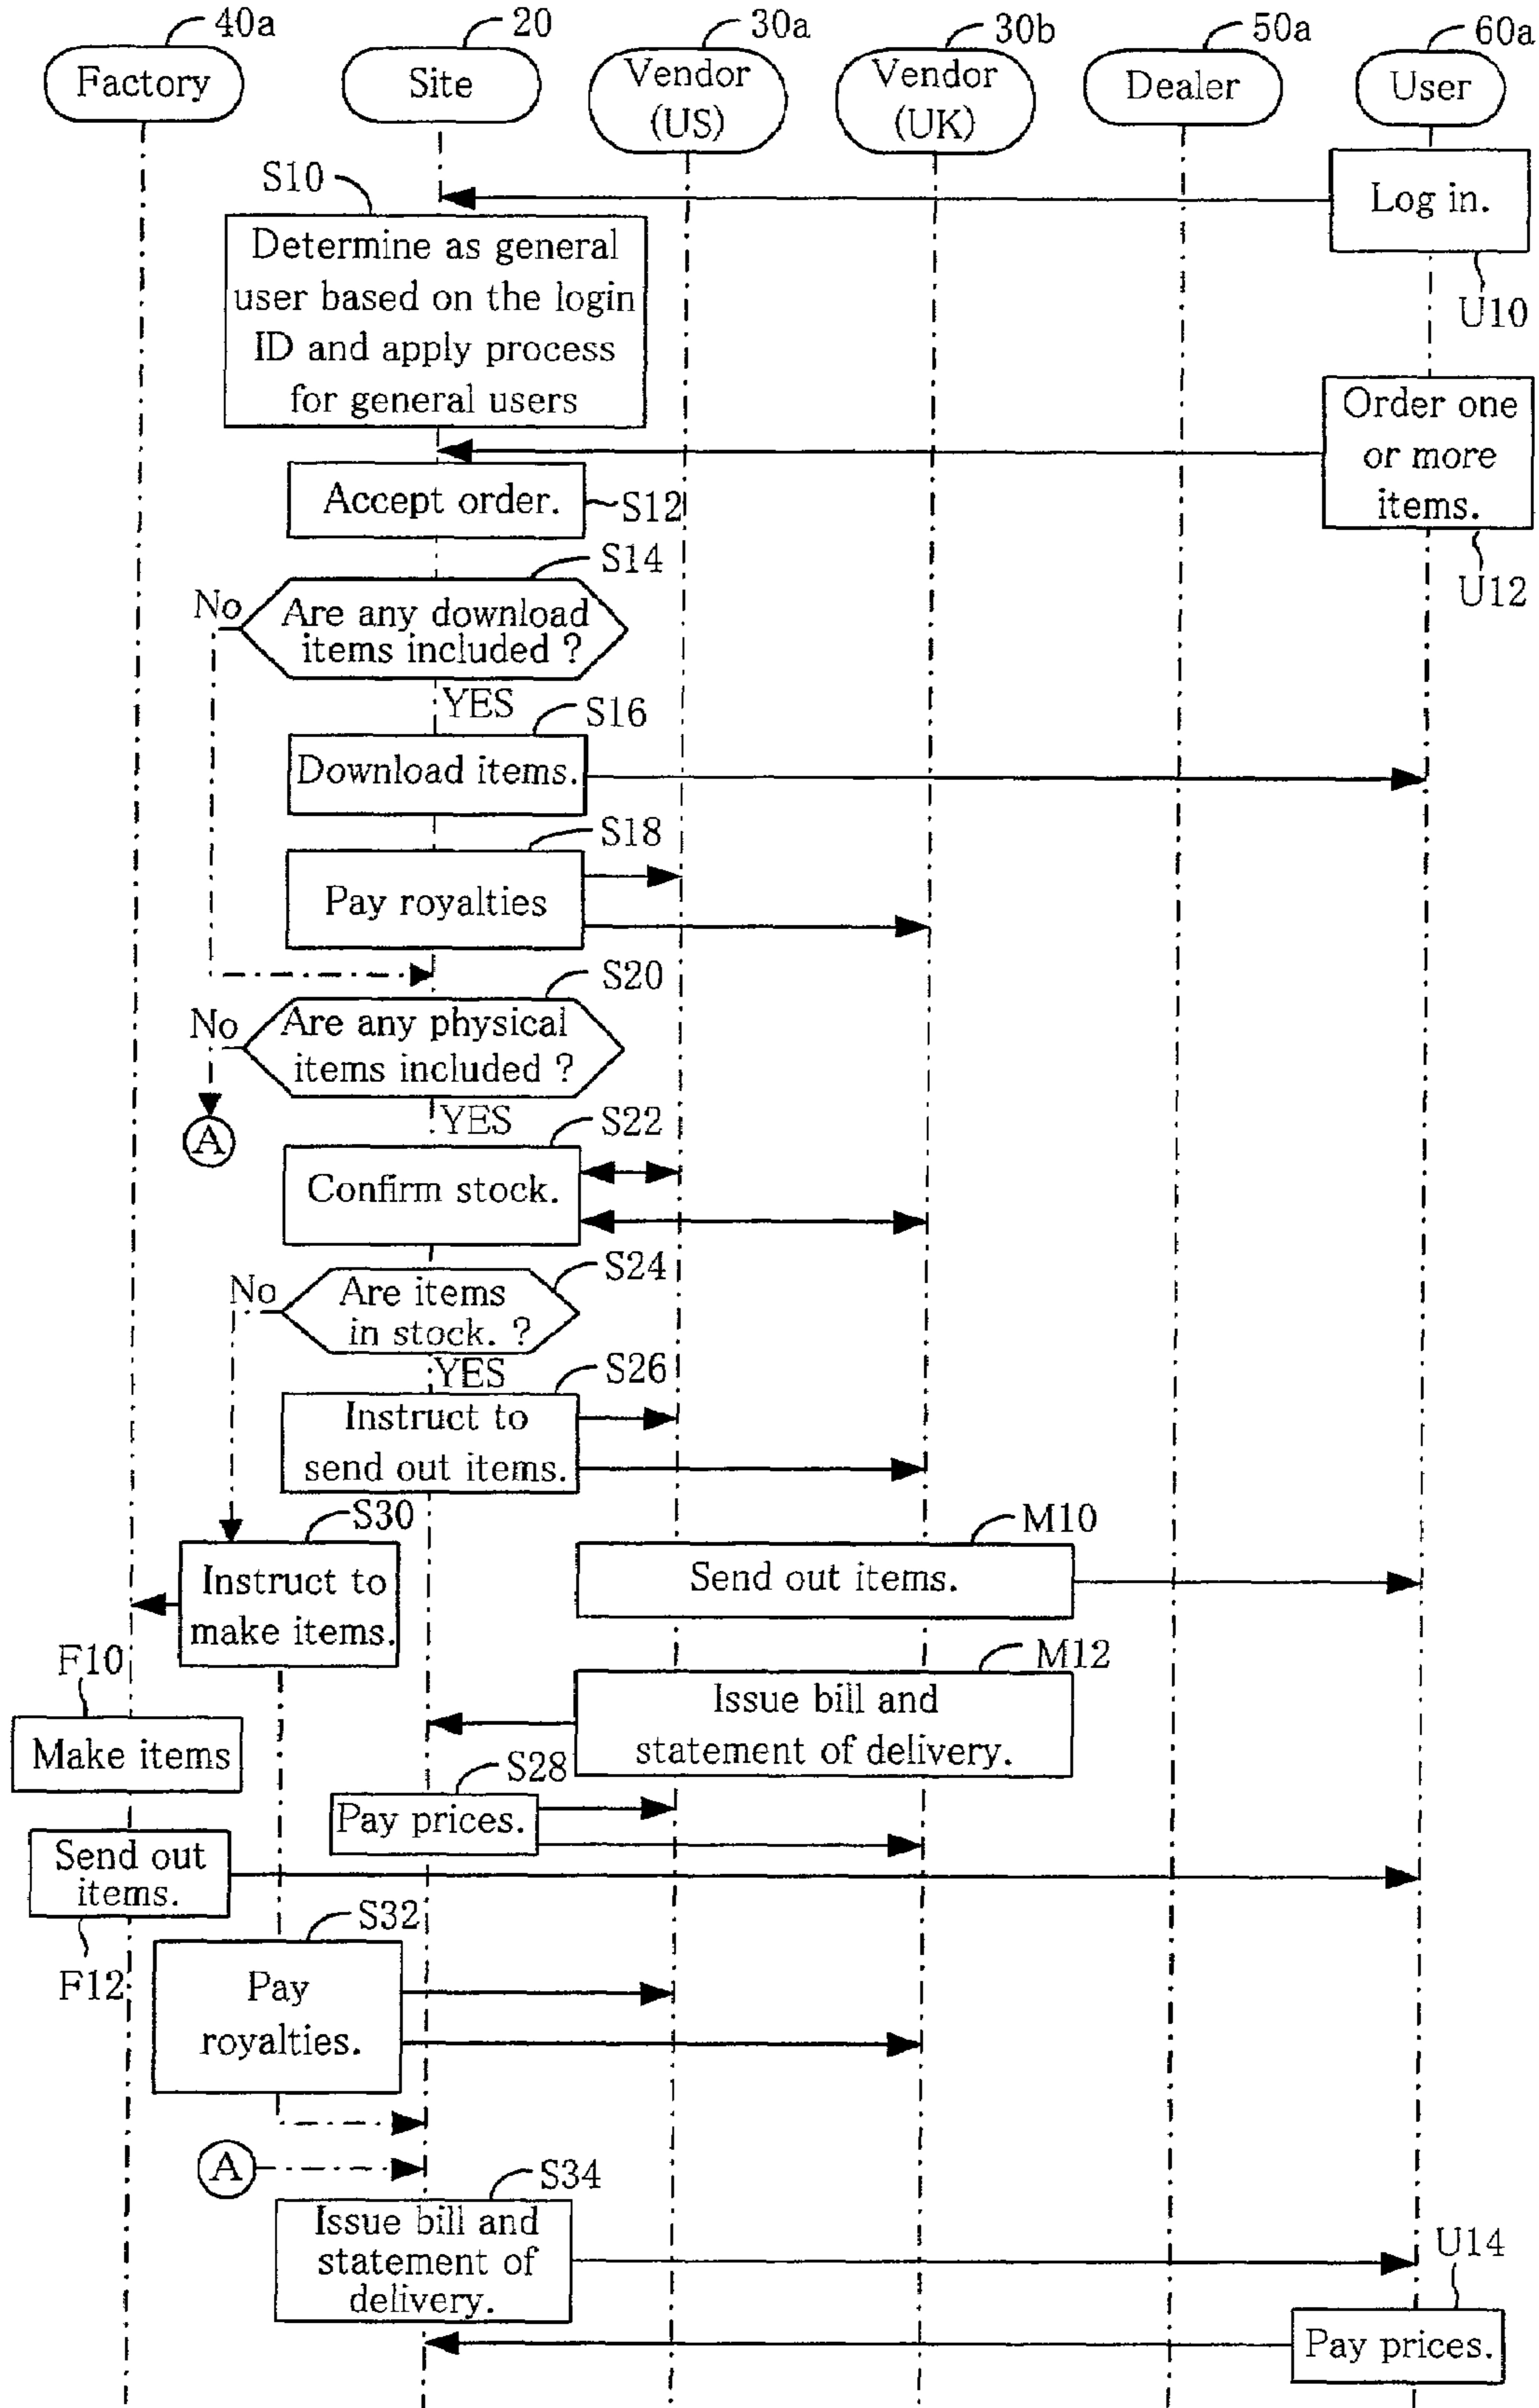 40a
20
30a
30b
50a
60a
Factory
Site
Vendor
(US)
Vendor
(UK)
Dealer
User
S10
Log in.
U10
Determine as general
user based on the login
ID and apply process
for general users
Order one
or more
items.
U12
Accept order.
S12
S14
No
Are any download
items included ?
YES
S16
Download items.
S18
Pay royalties
S20
No
Are any physical
items included ?
A
YES
S22
Confirm stock.
S24
No
Are items
in stock. ?
YES
S26
Instruct to
send out items.
S30
M10
Instruct to
make items.
Send out items.
F10
M12
Issue bill and
statement of delivery.
Make items
S28
Pay prices.
Send out
items.
F12
S32
Pay
royalties.
A
S34
Issue bill and
statement of
delivery.
U14
Pay prices.